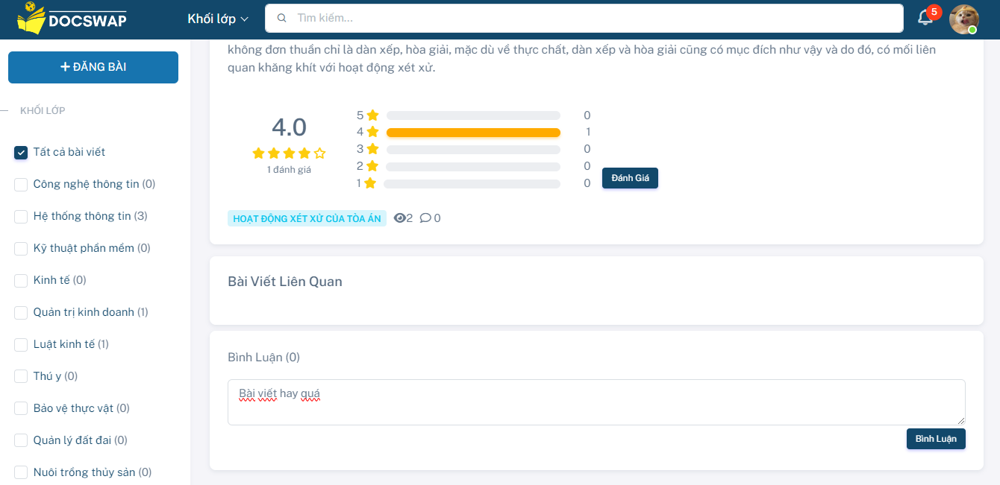 DOCSWAP
Khối lớp
Tìm kiếm...
5
ĐĂNG BÀI
KHỐI LỚP
Tất cả bài viết
Công nghệ thông tin (0)
Hệ thống thông tin (3)
Kỹ thuật phần mềm (0)
Kinh tế (0)
Quản trị kinh doanh (1)
Luật kinh tế (1)
Thú y (0)
Bảo vệ thực vật (0)
Quản lý đất đai (0)
Nuôi trồng thủy sản (0)
không đơn thuần chỉ là dàn xếp, hòa giải, mặc dù về thực chất, dàn xếp và hòa giải cũng có mục đích như vậy và do đó, có mối liên
quan khăng khít với hoạt động xét xử.
4.0
1 đánh giá
5 0
4 1
3 0
2 0
1 0
Đánh Giá
HOẠT ĐỘNG XÉT XỬ CỦA TÒA ÁN 2 0
Bài Viết Liên Quan
Bình Luận (0)
Bài viết hay quá
Bình Luận